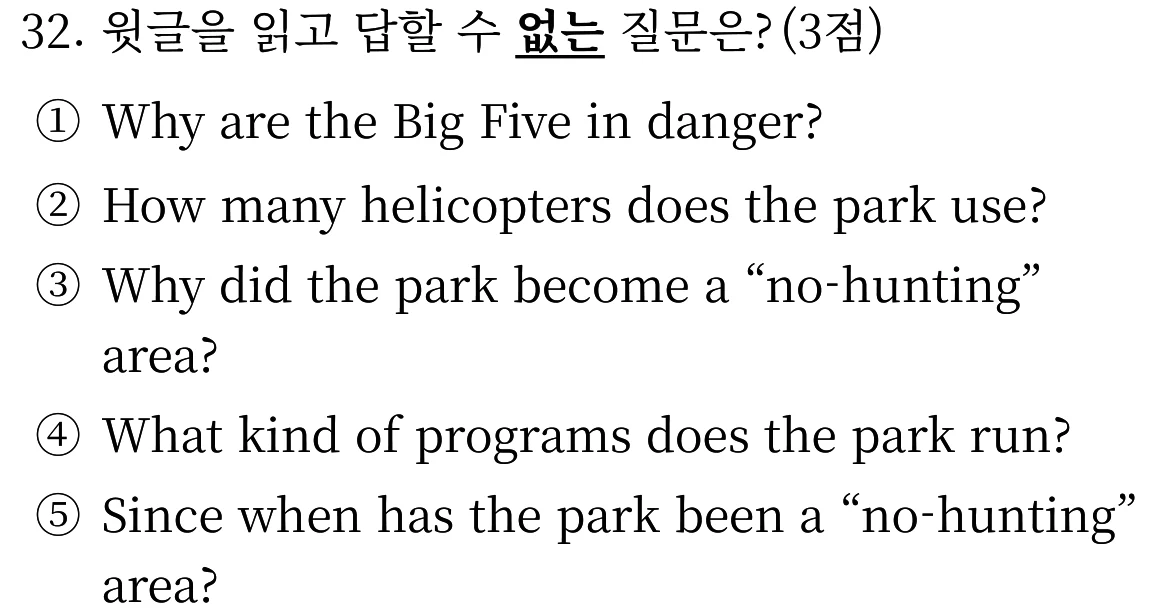 32. 윗글을 읽고 답할 수 없는 질문은?(3점)
① Why are the Big Five in danger?
② How many helicopters does the park use?
③ Why did the park become a “no-hunting”
area?
④ What kind of programs does the park run?
⑤ Since when has the park been a “no-hunting”
area?